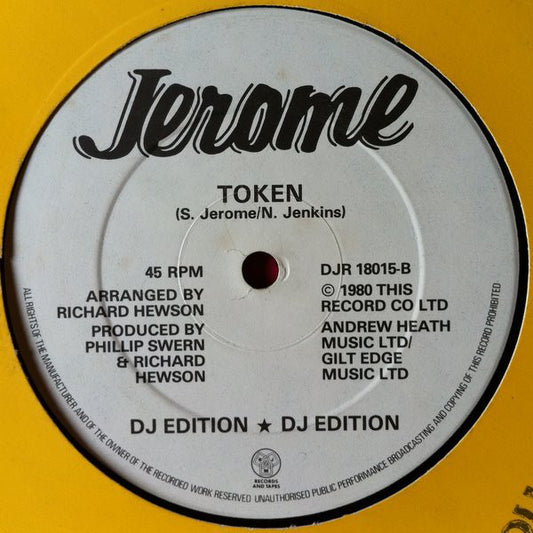 Jerome
TOKEN
(S. Jerome/N. Jenkins)
45 RPM
ARRANGED BY
RICHARD HEWSON
PRODUCED BY
PHILLIP SWERN
& RICHARD
HEWSON
DJR 18015-B
© 1980 THIS
RECORD CO LTD
ANDREW HEATH
MUSIC LTD/
GILT EDGE
MUSIC LTD
DJ EDITION ★ DJ EDITION
RECORDS
AND TAPES
ALL RIGHTS OF THE MANUFACTURER AND OF THE OWNER OF THE RECORDED WORK RESERVED UNAUTHORISED PUBLIC PERFORMANCE BROADCASTING AND COPYING OF THIS RECORD PROHIBITED